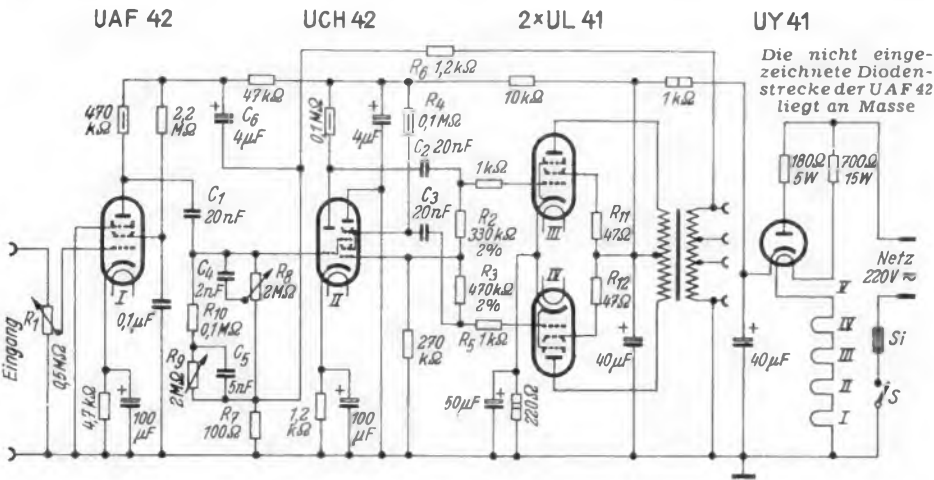 UAF 42
UCH 42
2×UL 41
UY 41
Die nicht einge-
zeichnete Dioden-
strecke der UAF 42
liegt an Masse
R6 1,2kΩ
470
kΩ
2,2
MΩ
47kΩ
C6
4µF
0,1MΩ
4µF
R4
0,1MΩ
10kΩ
1kΩ
180Ω
5W
700Ω
15W
C1
20nF
C2 20nF
C3
20nF
1kΩ
R2
330kΩ
2%
R3
470kΩ
2%
R5 1kΩ
III
IV
R11
47Ω
R12
47Ω
Netz
220V ≂
Eingang
R1
0,5MΩ
I
0,1µF
C4
2nF
R8
2MΩ
R10
0,1MΩ
R9
2MΩ
C5
5nF
R7
100Ω
II
270
kΩ
4,7kΩ
100
µF
1,2
kΩ
100
µF
50µF
220Ω
40µF
40µF
V
IV
III
II
I
Si
S